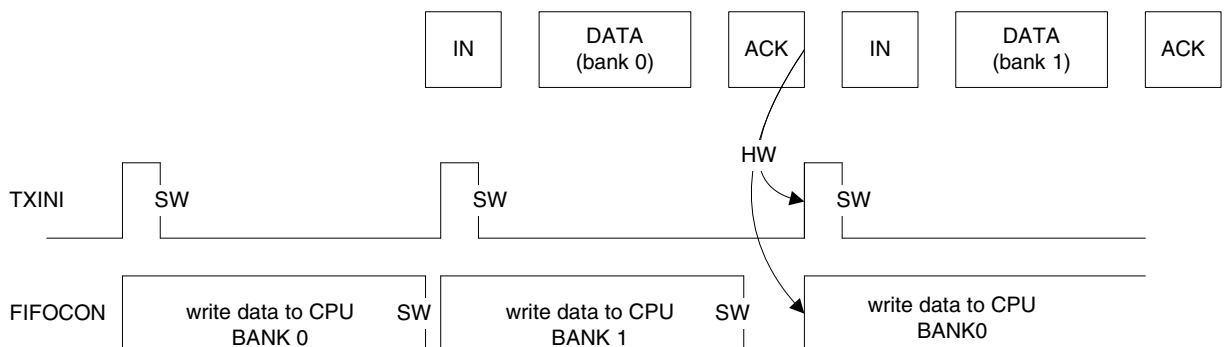 IN
DATA
(bank 0)
ACK
IN
DATA
(bank 1)
ACK
HW
TXINI
SW
SW
SW
FIFOCON
write data to CPU
BANK 0
SW
write data to CPU
BANK 1
SW
write data to CPU
BANK0